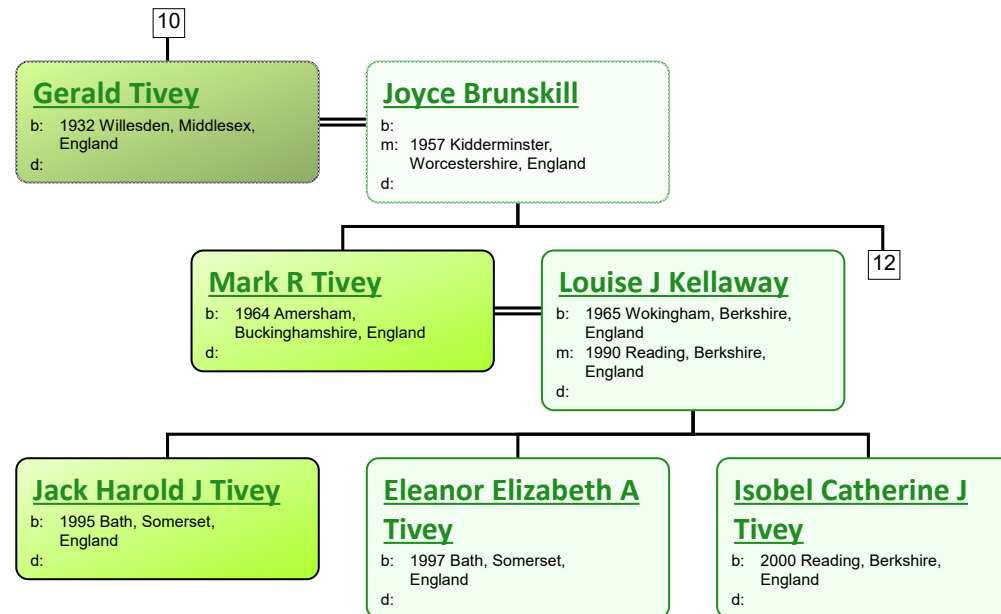 10
Gerald Tivey
b: 1932 Willesden, Middlesex,
England
d:
Joyce Brunskill
b:
m: 1957 Kidderminster,
Worcestershire, England
d:
12
Mark R Tivey
b: 1964 Amersham,
Buckinghamshire, England
d:
Louise J Kellaway
b: 1965 Wokingham, Berkshire,
England
m: 1990 Reading, Berkshire,
England
d:
Jack Harold J Tivey
b: 1995 Bath, Somerset,
England
d:
Eleanor Elizabeth A
Tivey
b: 1997 Bath, Somerset,
England
d:
Isobel Catherine J
Tivey
b: 2000 Reading, Berkshire,
England
d: